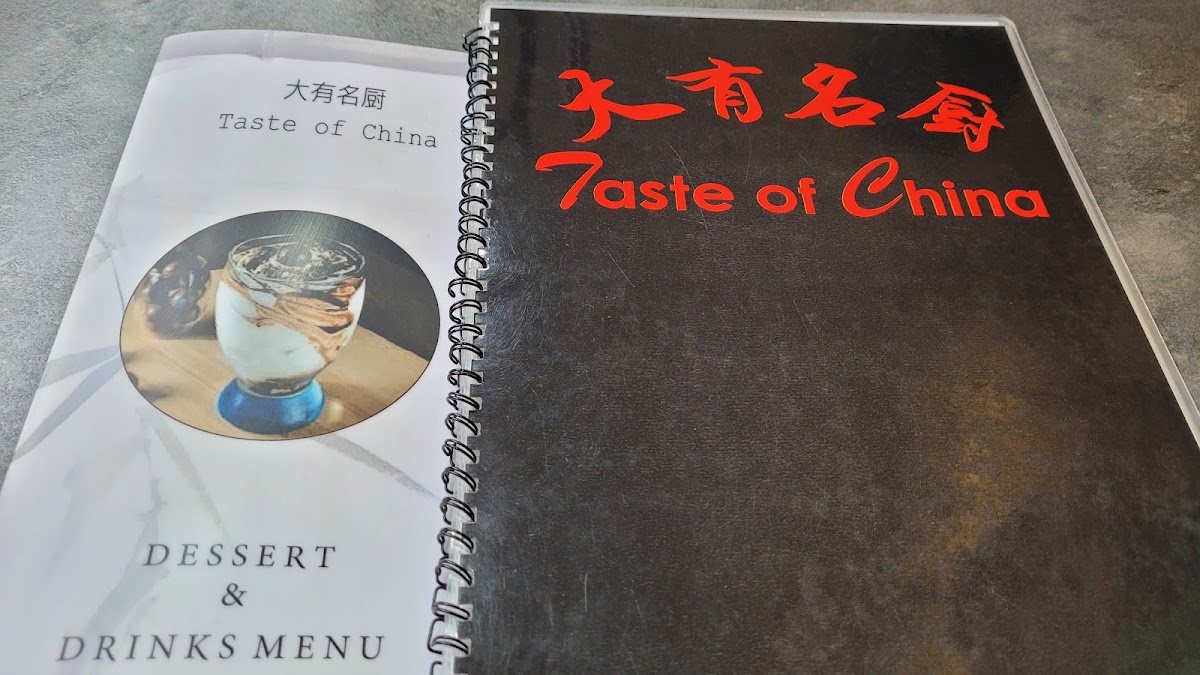 大有名厨
Taste of China
DESSERT
&
DRINKS MENU
大有名厨
Taste of China